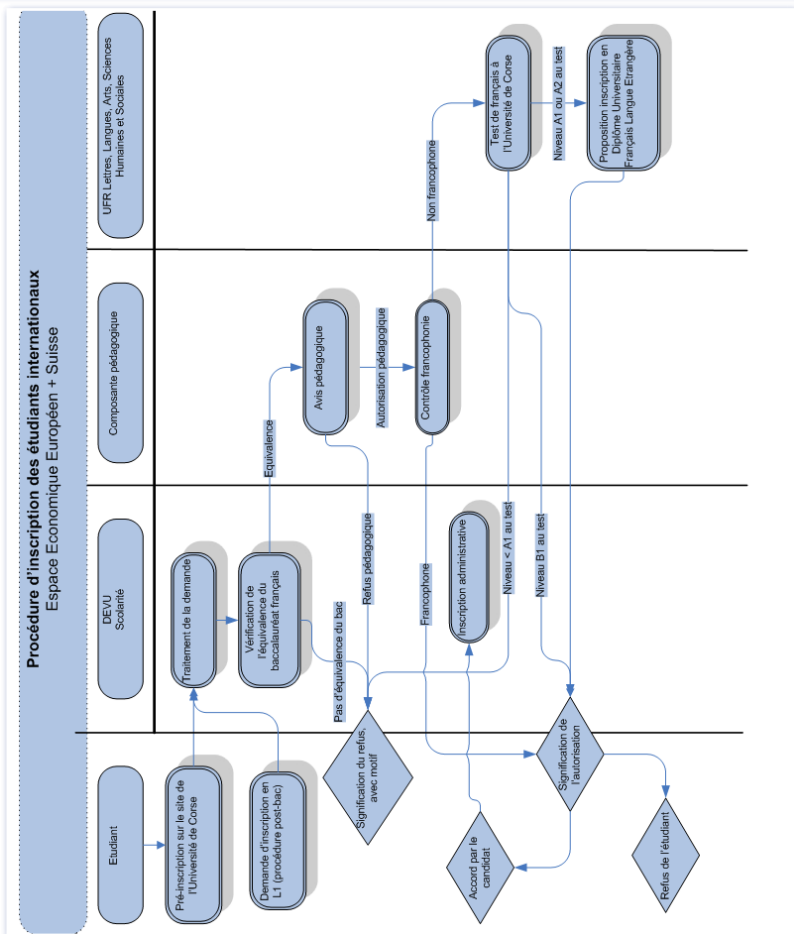 Procédure d'inscription des étudiants internationaux
Espace Economique Européen + Suisse
Etudiant
DEVU
Scolarité
Composante pédagogique
UFR Lettres, Langues, Arts, Sciences
Humaines et Sociales
Pré-inscription sur le site de
l'Université de Corse
Demande d'inscription en
L1 (procédure post-bac)
Traitement de la demande
Vérification de
l'équivalence du
baccalauréat français
Equivalence
Pas d'équivalence du bac
Avis pédagogique
Refus pédagogique
Autorisation pédagogique
Signification du refus,
avec motif
Contrôle francophonie
Francophone
Non francophone
Test de français à
l'Université de Corse
Niveau < A1 au test
Niveau B1 au test
Niveau A1 ou A2 au test
Proposition inscription en
Diplôme Universitaire
Français Langue Etrangère
Inscription administrative
Accord par le
candidat
Signification de
l'autorisation
Refus de l'étudiant